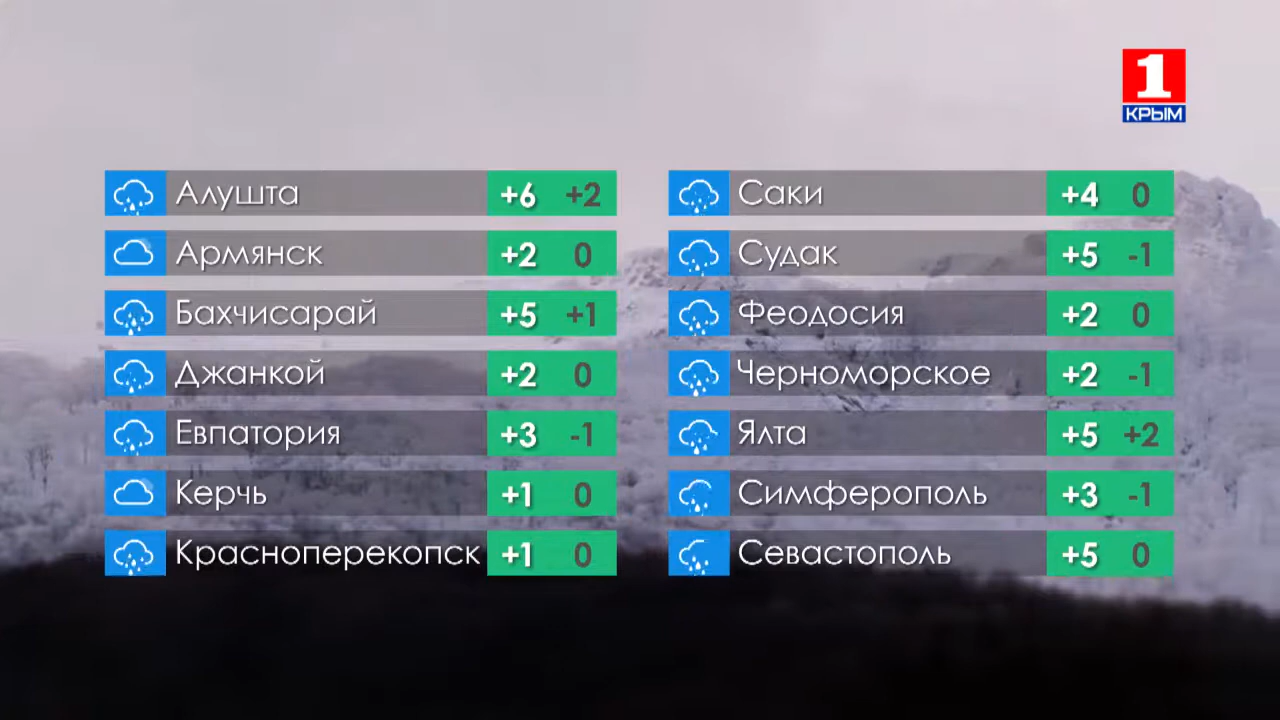 1
КРЫМ
Алушта +6 +2
Армянск +2 0
Бахчисарай +5 +1
Джанкой +2 0
Евпатория +3 -1
Керчь +1 0
Красноперекопск +1 0
Саки +4 0
Судак +5 -1
Феодосия +2 0
Черноморское +2 -1
Ялта +5 +2
Симферополь +3 -1
Севастополь +5 0